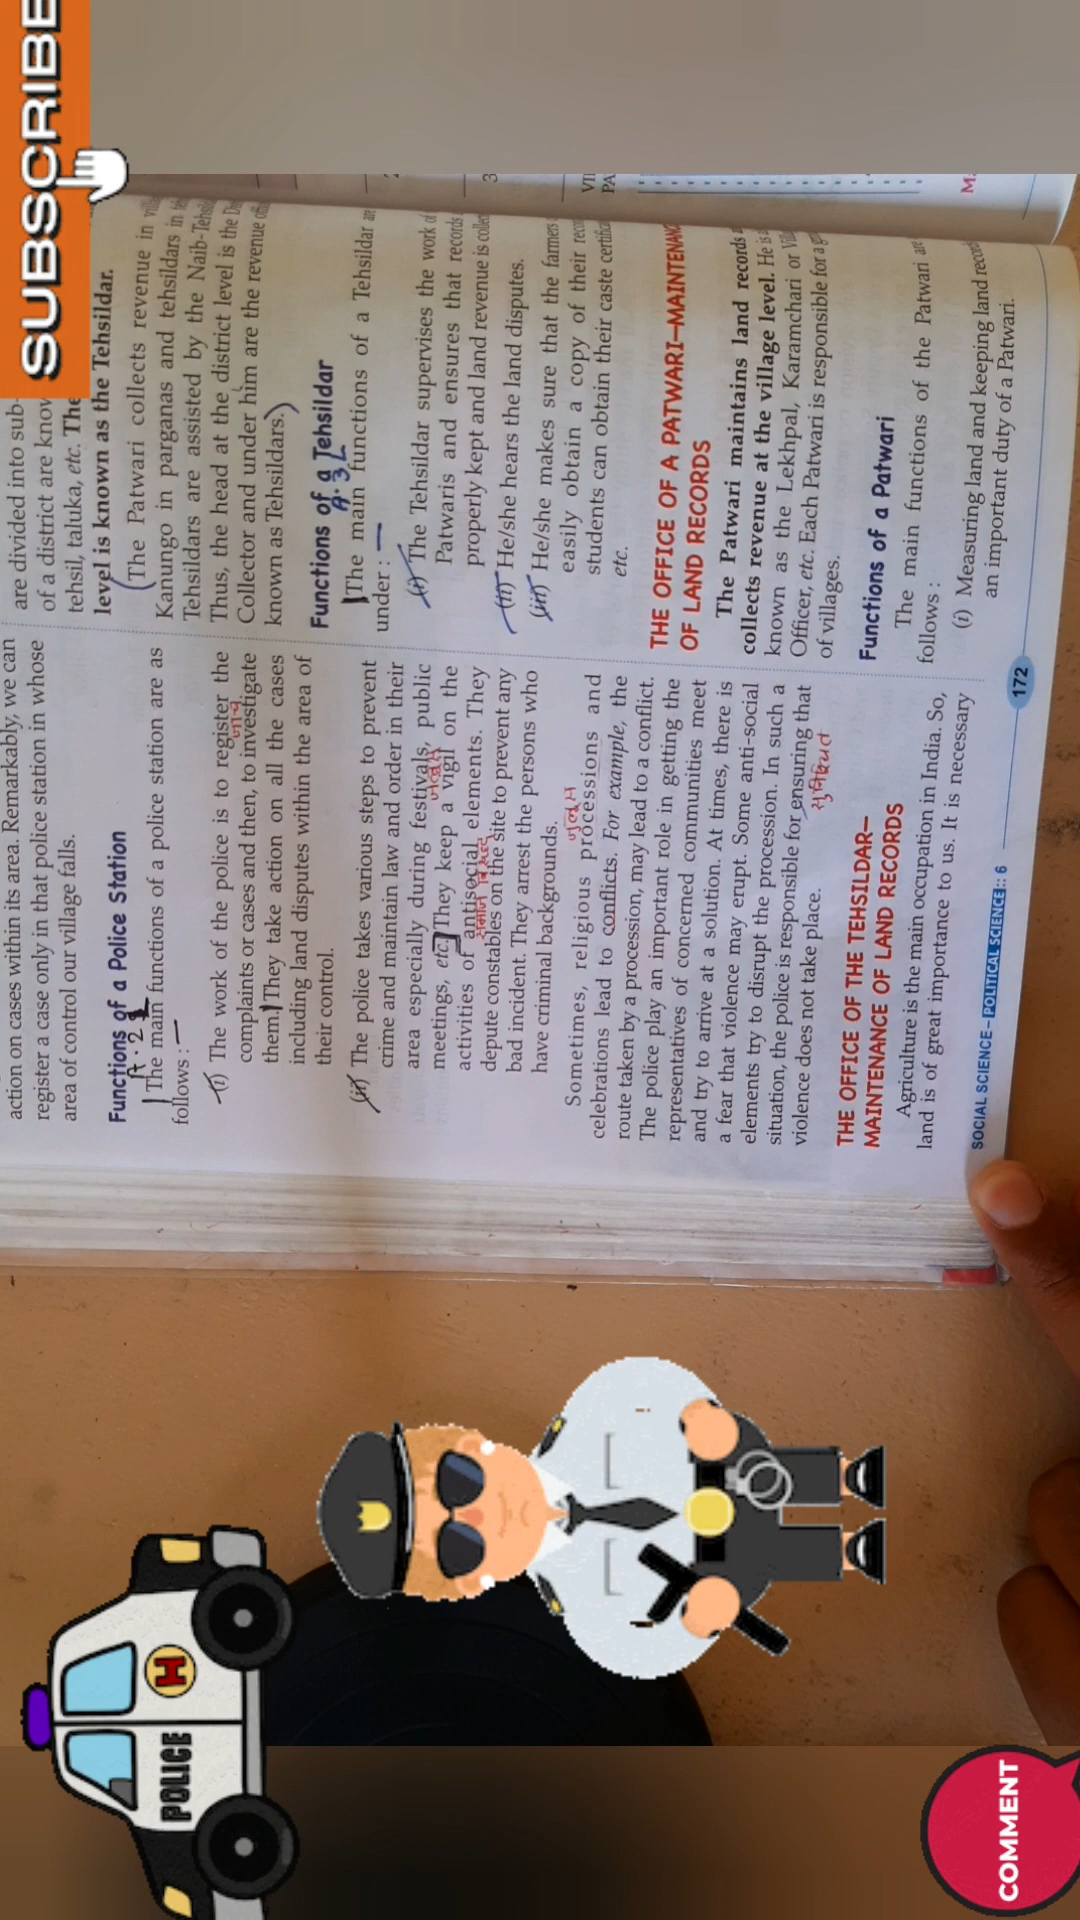 SUBSCRIBE
action on cases within its area. Remarkably, we can
register a case only in that police station in whose
area of control our village falls.
Functions of a Police Station
A·2
The main functions of a police station are as
follows :
(i) The work of the police is to register the
जांच
complaints or cases and then, to investigate
them. They take action on all the cases
including land disputes within the area of
their control.
(ii) The police takes various steps to prevent
crime and maintain law and order in their
area especially during festivals, public
meetings, etc. They keep a vigil on the
activities of antisocial elements. They
depute constables on the site to prevent any
bad incident. They arrest the persons who
have criminal backgrounds.
जुलूस
Sometimes, religious processions and
celebrations lead to conflicts. For example, the
route taken by a procession, may lead to a conflict.
The police play an important role in getting the
representatives of concerned communities meet
and try to arrive at a solution. At times, there is
a fear that violence may erupt. Some anti-social
elements try to disrupt the procession. In such a
situation, the police is responsible for ensuring that
सुनिश्चित
violence does not take place.
THE OFFICE OF THE TEHSILDAR—
MAINTENANCE OF LAND RECORDS
Agriculture is the main occupation in India. So,
land is of great importance to us. It is necessary
are divided into sub-
of a district are know
tehsil, taluka, etc. The
level is known as the Tehsildar.
The Patwari collects revenue in
Kanungo in parganas and tehsildars in
Tehsildars are assisted by the Naib-Tehsil
Thus, the head at the district level is the
Collector and under him are the revenue
known as Tehsildars.
Functions of a Tehsildar
A·3
The main functions of a Tehsildar
under :
(i) The Tehsildar supervises the work
Patwaris and ensures that records
properly kept and land revenue is
(ii) He/she hears the land disputes.
(iii) He/she makes sure that the farmers
easily obtain a copy of their
students can obtain their caste
etc.
THE OFFICE OF A PATWARI—MAINTENANC
OF LAND RECORDS
The Patwari maintains land records
collects revenue at the village level. He is
known as the Lekhpal, Karamchari or
Officer, etc. Each Patwari is responsible for a
of villages.
Functions of a Patwari
The main functions of the Patwari are
follows :
(i) Measuring land and keeping land
an important duty of a Patwari.
SOCIAL SCIENCE – POLITICAL SCIENCE :: 6
172
3
VI
PA
M.
POLICE
H
COMMENT